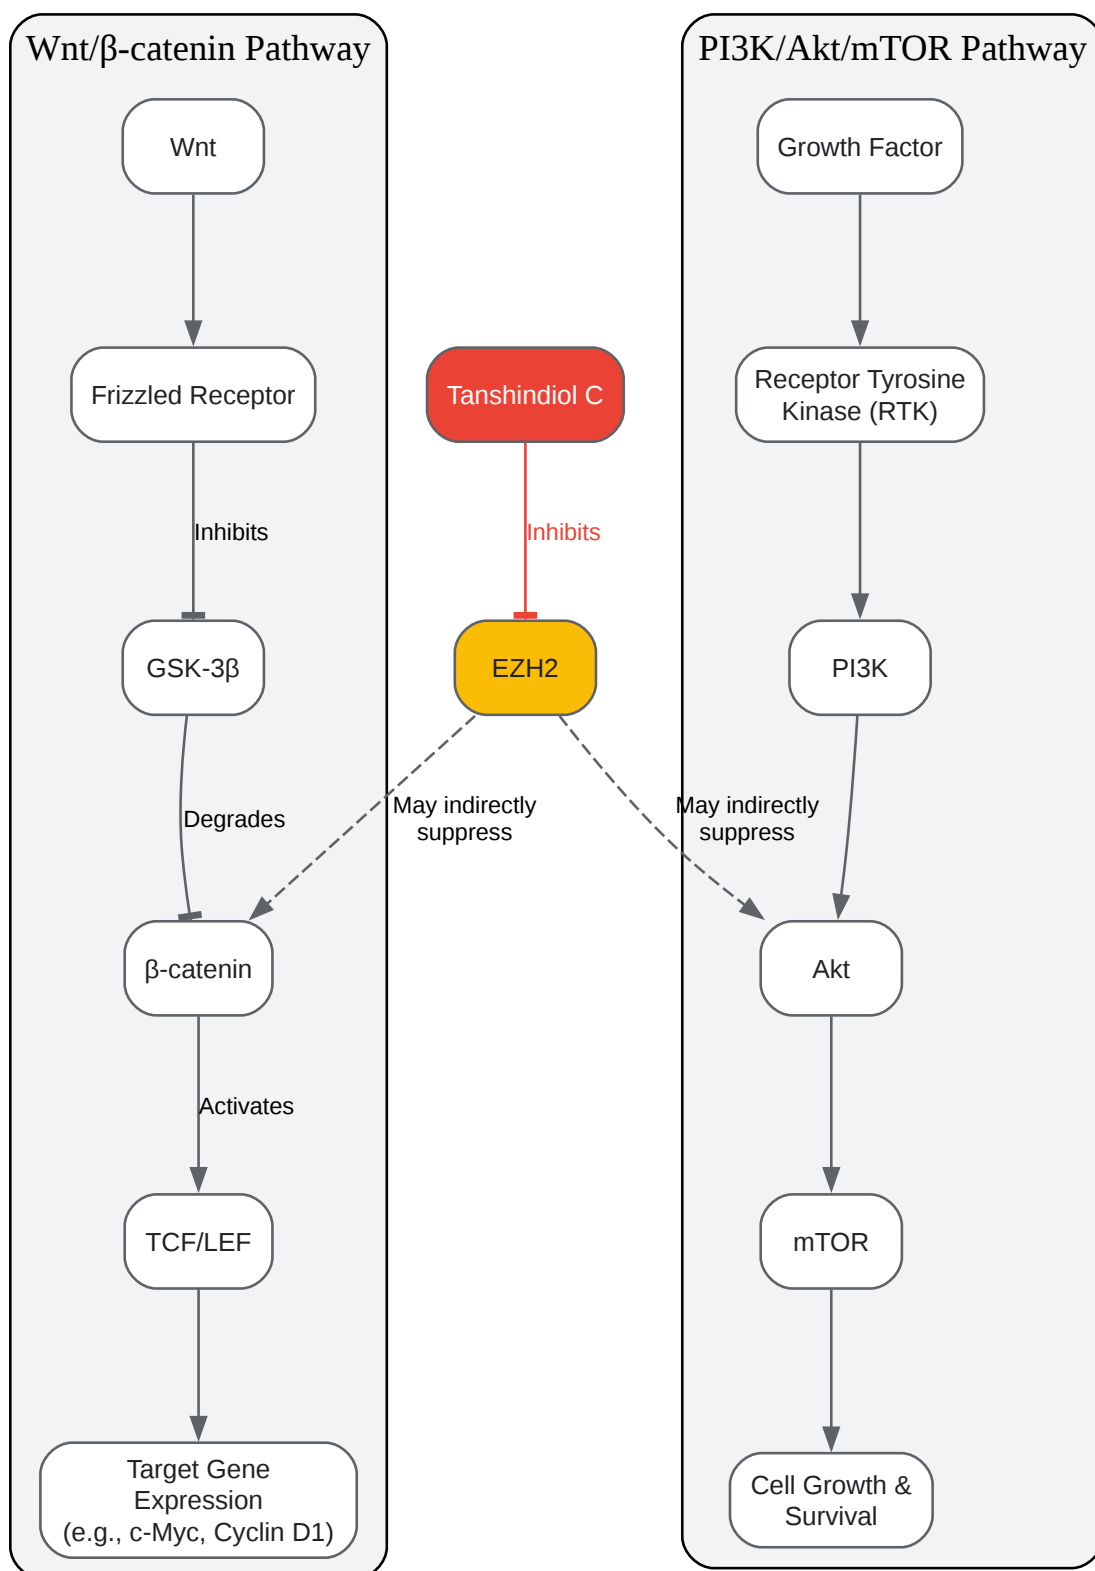 Wnt/β-catenin Pathway
PI3K/Akt/mTOR Pathway
Wnt
Growth Factor
Frizzled Receptor
Tanshindiol C
Receptor Tyrosine
Kinase (RTK)
Inhibits
Inhibits
GSK-3β
EZH2
PI3K
Degrades
May indirectly
suppress
May indirectly
suppress
β-catenin
Akt
Activates
TCF/LEF
mTOR
Target Gene
Expression
(e.g., c-Myc, Cyclin D1)
Cell Growth &
Survival